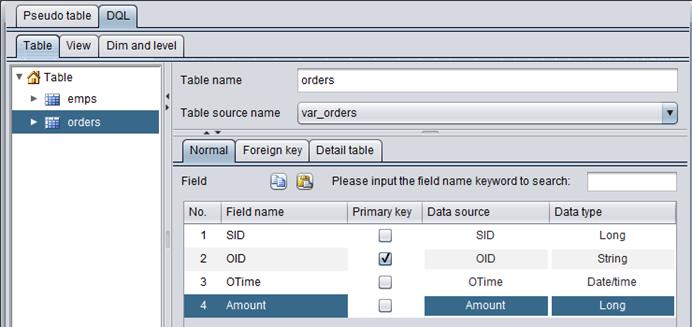 Pseudo table DQL
Table View Dim and level
Table
emps
orders
Table name orders
Table source name var_orders
Normal Foreign key Detail table
Field Please input the field name keyword to search:
No. Field name Primary key Data source Data type
1 SID SID Long
2 OID OID String
3 OTime OTime Date/time
4 Amount Amount Long